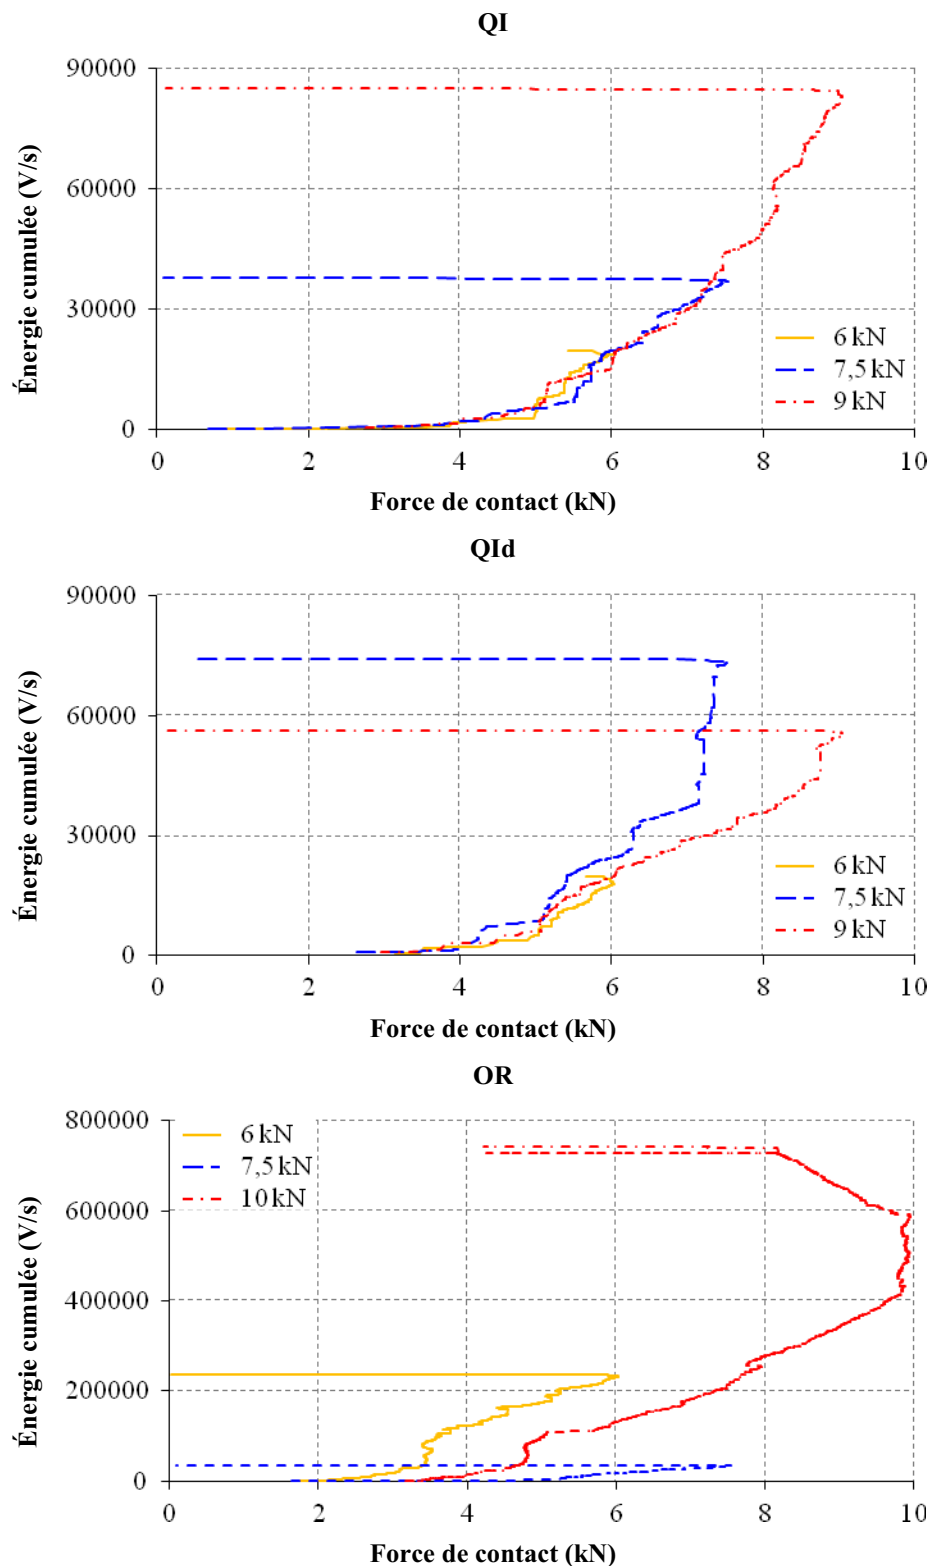 QI
Énergie cumulée (V/s)
90000
60000
30000
0
0 2 4 6 8 10
6 kN
7,5 kN
9 kN
Force de contact (kN)
QId
Énergie cumulée (V/s)
90000
60000
30000
0
0 2 4 6 8 10
6 kN
7,5 kN
9 kN
Force de contact (kN)
OR
Énergie cumulée (V/s)
800000
600000
400000
200000
0
0 2 4 6 8 10
6 kN
7,5 kN
10 kN
Force de contact (kN)